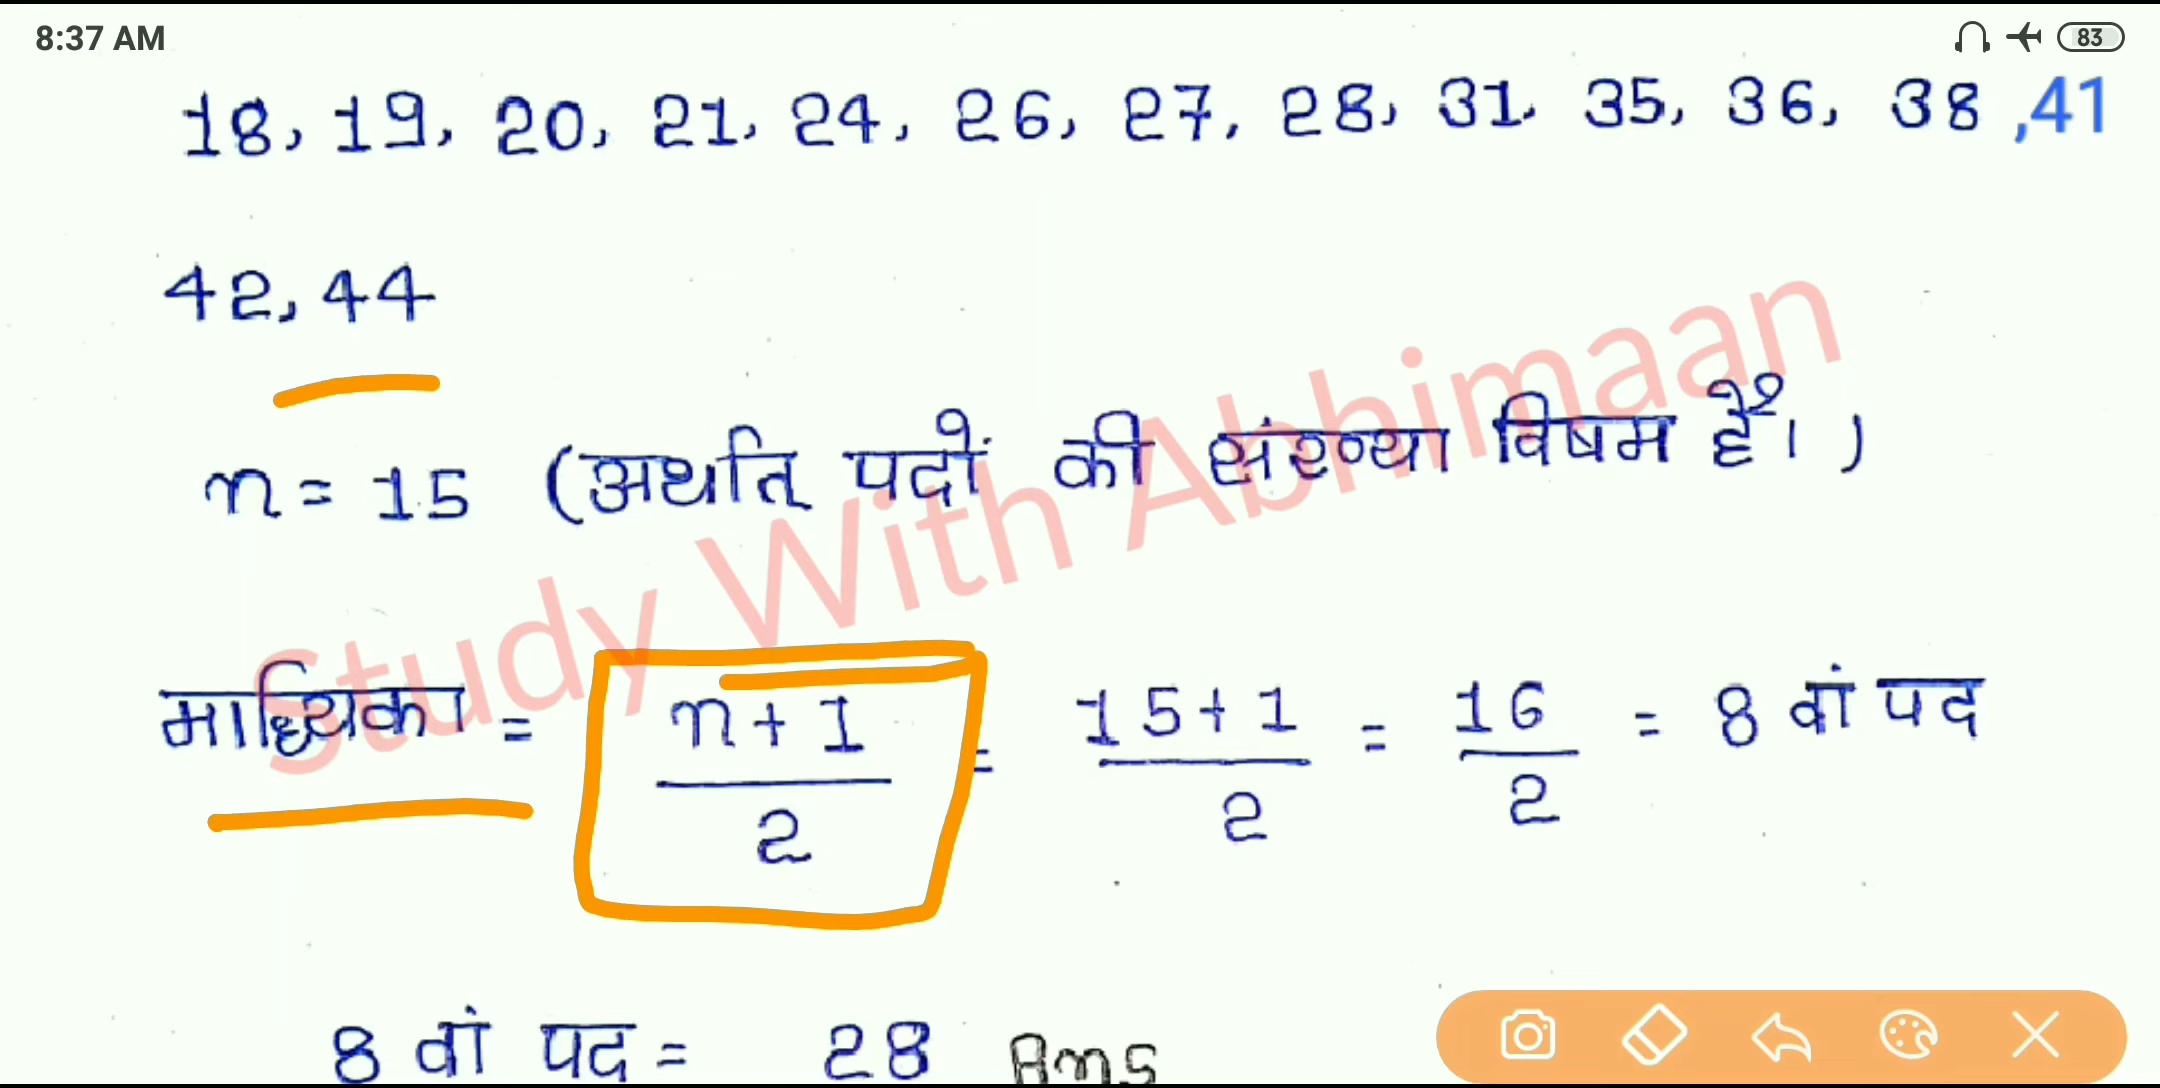 8:37 AM 83
18, 19, 20, 21, 24, 26, 27, 28, 31, 35, 36, 38 ,41
42, 44
n = 15 (अर्थात् पदों की संख्या विषम हैं। )
Study With Abhimaan
माध्यिका = n+1/2 = 15+1/2 = 16/2 = 8 वां पद
8 वां पद = 28 Ans